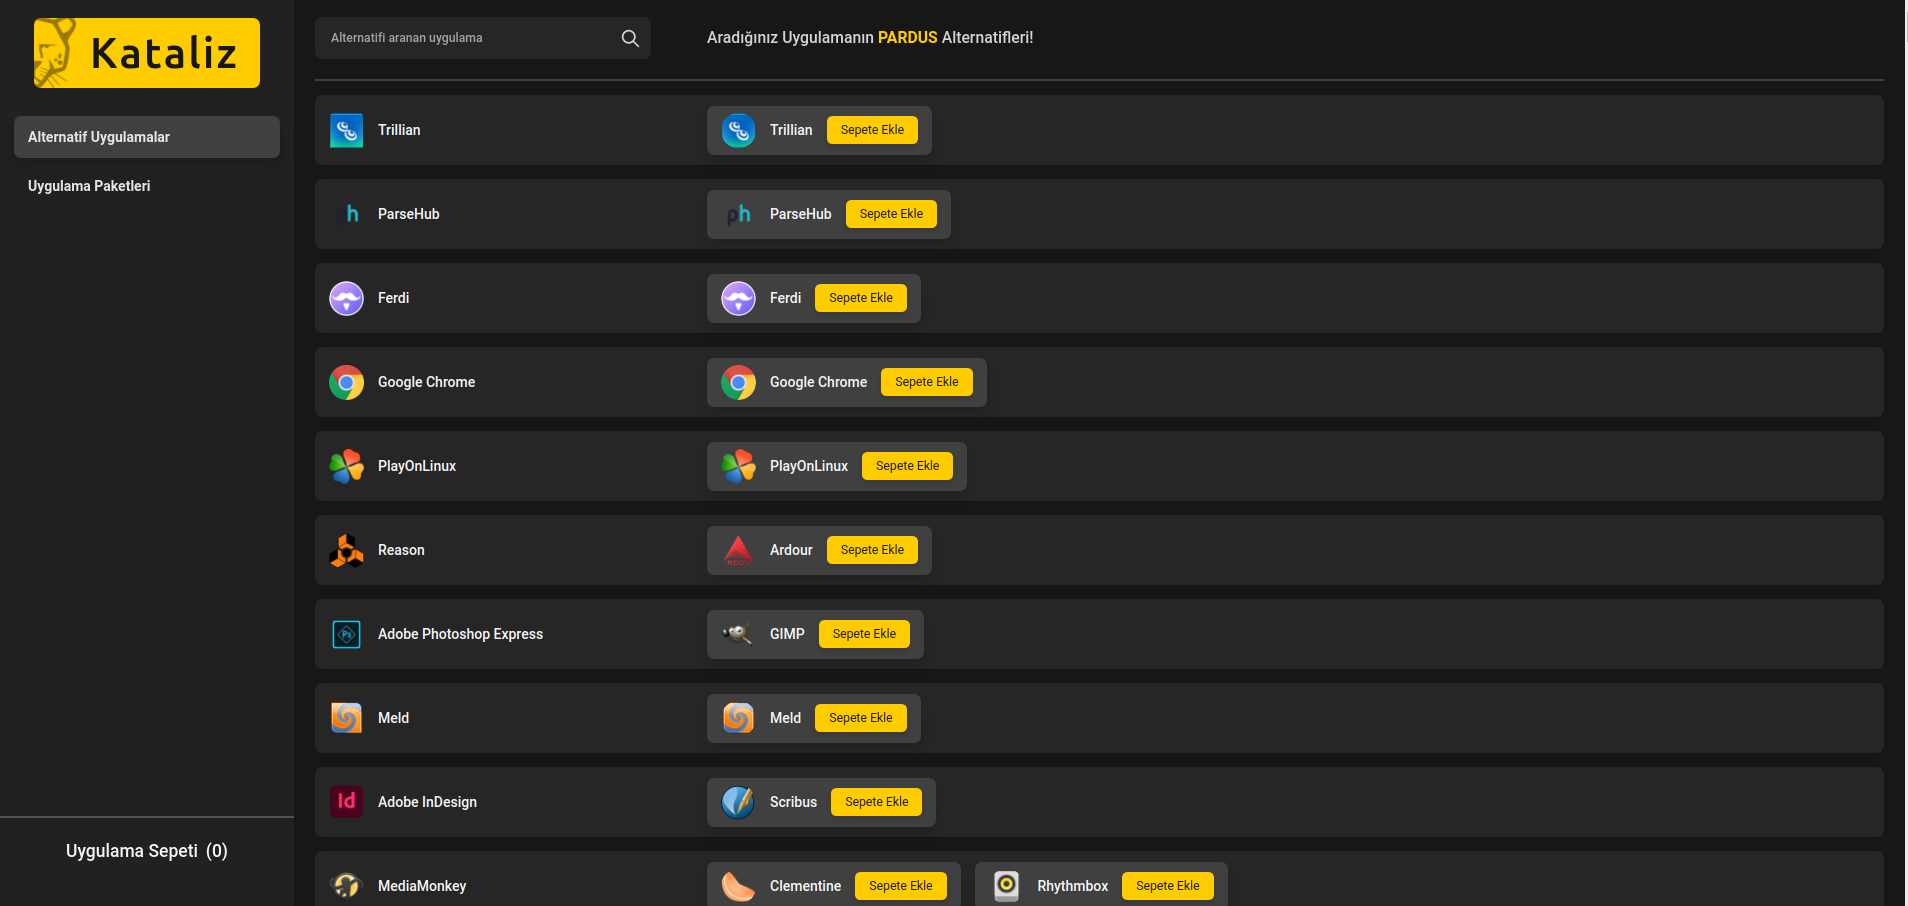 Kataliz
Alternatif Uygulamalar
Uygulama Paketleri
Uygulama Sepeti (0)
Alternatifi aranan uygulama
Aradığınız Uygulamanın PARDUS Alternatifleri!
Trillian Trillian Sepete Ekle
h ParseHub ph ParseHub Sepete Ekle
Ferdi Ferdi Sepete Ekle
Google Chrome Google Chrome Sepete Ekle
PlayOnLinux PlayOnLinux Sepete Ekle
Reason Ardour Sepete Ekle
Ps Adobe Photoshop Express GIMP Sepete Ekle
Meld Meld Sepete Ekle
Id Adobe InDesign Scribus Sepete Ekle
MediaMonkey Clementine Sepete Ekle Rhythmbox Sepete Ekle